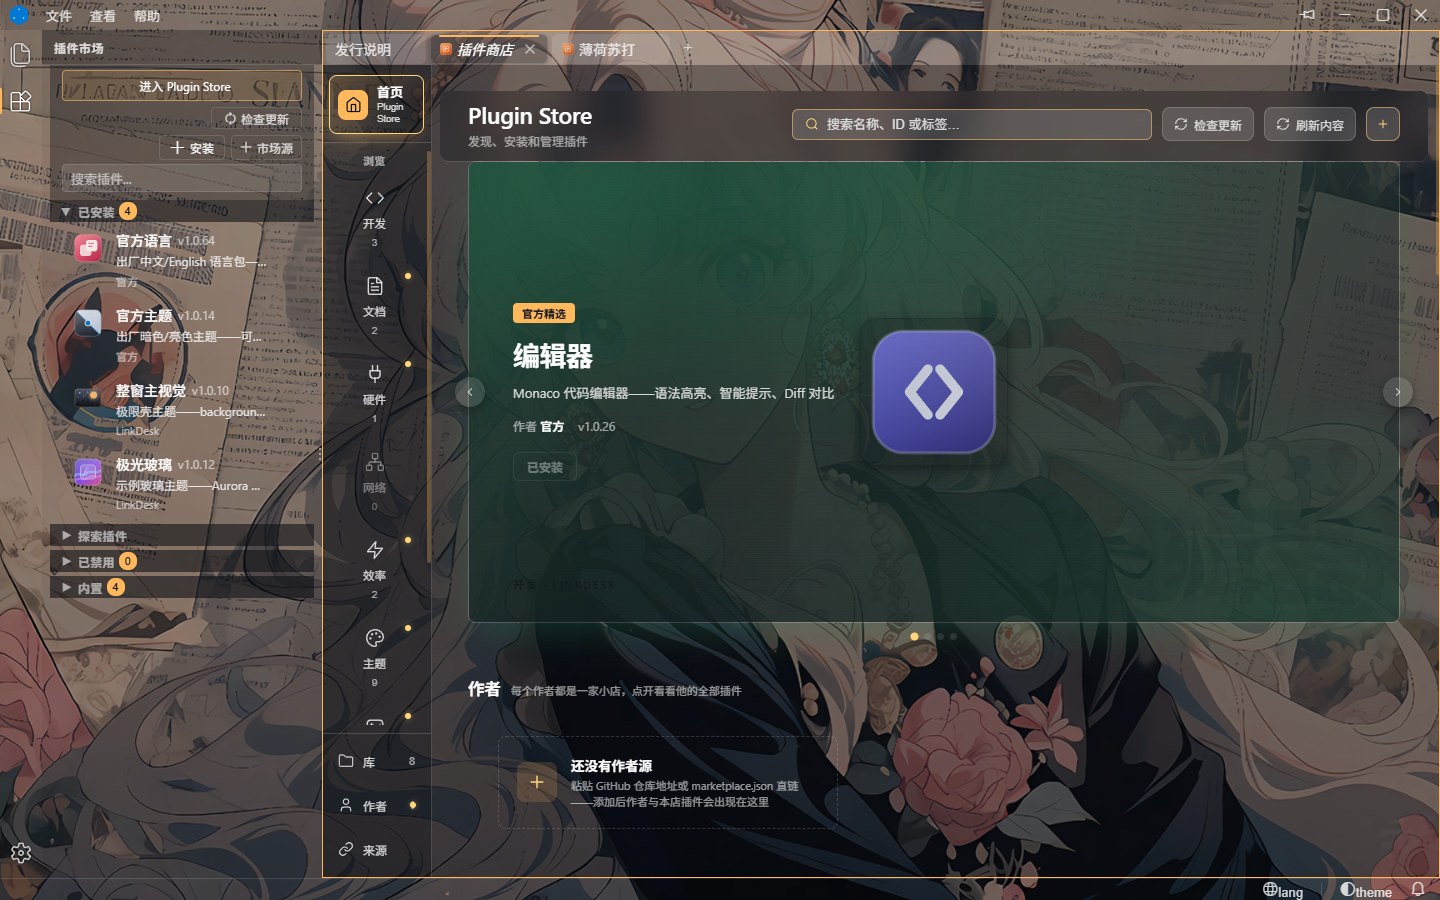 文件 查看 帮助
插件市场
进入 Plugin Store
检查更新
安装
市场源
搜索插件...
已安装 4
官方语言 v1.0.64
出厂中文/English 语言包—...
官方
官方主题 v1.0.14
出厂暗色/亮色主题——可...
官方
整窗主视觉 v1.0.10
极限壳主题——backgroun...
LinkDesk
极光玻璃 v1.0.12
示例玻璃主题——Aurora ...
LinkDesk
探索插件
已禁用 0
内置 4
发行说明
插件商店
薄荷苏打
首页
Plugin
Store
浏览
开发
3
文档
2
硬件
1
网络
0
效率
2
主题
9
库 8
作者
来源
Plugin Store
发现、安装和管理插件
搜索名称、ID 或标签...
检查更新
刷新内容
官方精选
编辑器
Monaco 代码编辑器——语法高亮、智能提示、Diff 对比
作者 官方 v1.0.26
已安装
作者 每个作者都是一家小店，点开看看他的全部插件
还没有作者源
粘贴 GitHub 仓库地址或 marketplace.json 直链
——添加后作者与本店插件会出现在这里
lang
theme